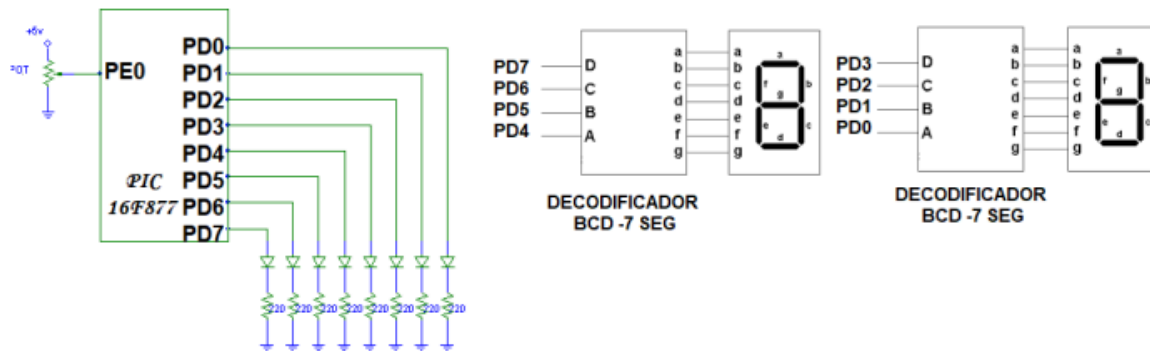 +5v
PE0
PD0
PD1
PD2
PD3
PD4
PD5
PD6
PD7
PIC
16F877
220 220 220 220 220 220 220 220
PD7
PD6
PD5
PD4
D
C
B
A
a
b
c
d
e
f
g
a
b
c
d
e
f
g
a
f
b
g
e
c
d
DECODIFICADOR
BCD -7 SEG
PD3
PD2
PD1
PD0
D
C
B
A
a
b
c
d
e
f
g
a
b
c
d
e
f
g
a
f
b
g
e
c
d
DECODIFICADOR
BCD -7 SEG